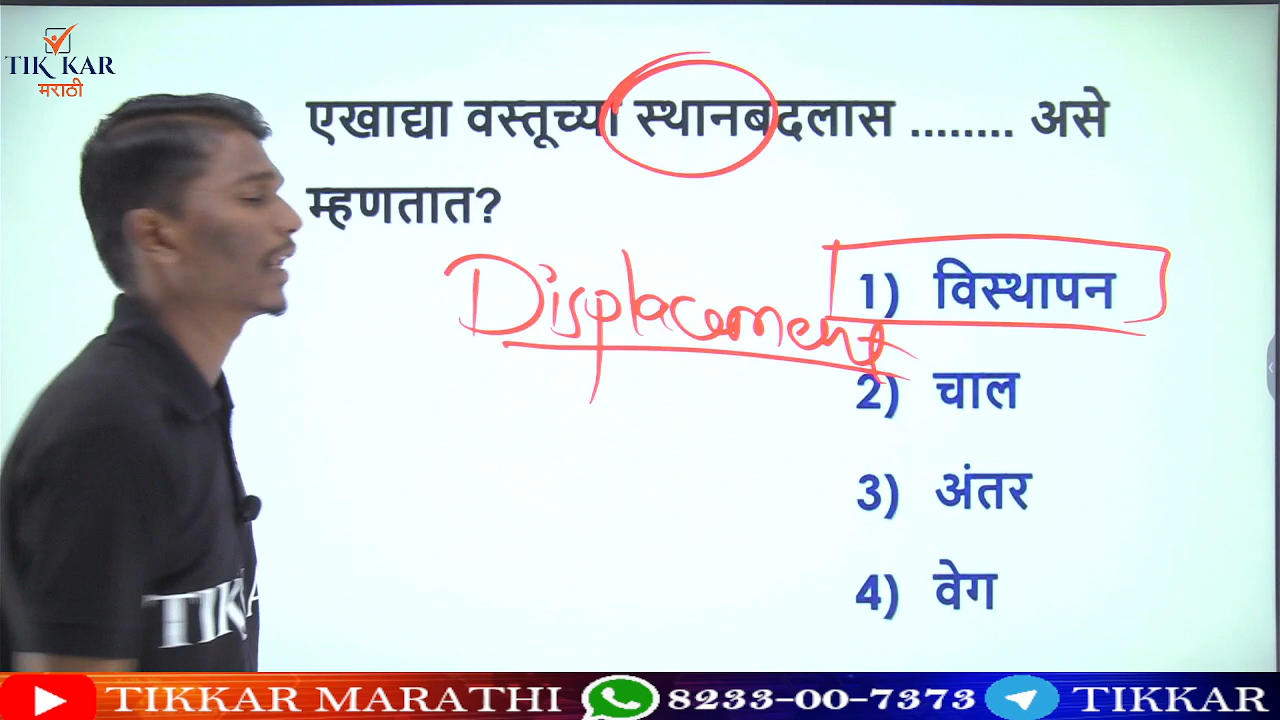 TIKKAR
मराठी
एखाद्या वस्तूच्या स्थानबदलास ........ असे
म्हणतात?
Displacement
1) विस्थापन
2) चाल
3) अंतर
4) वेग
TIK
TIKKAR MARATHI 8233-00-7373 TIKKAR